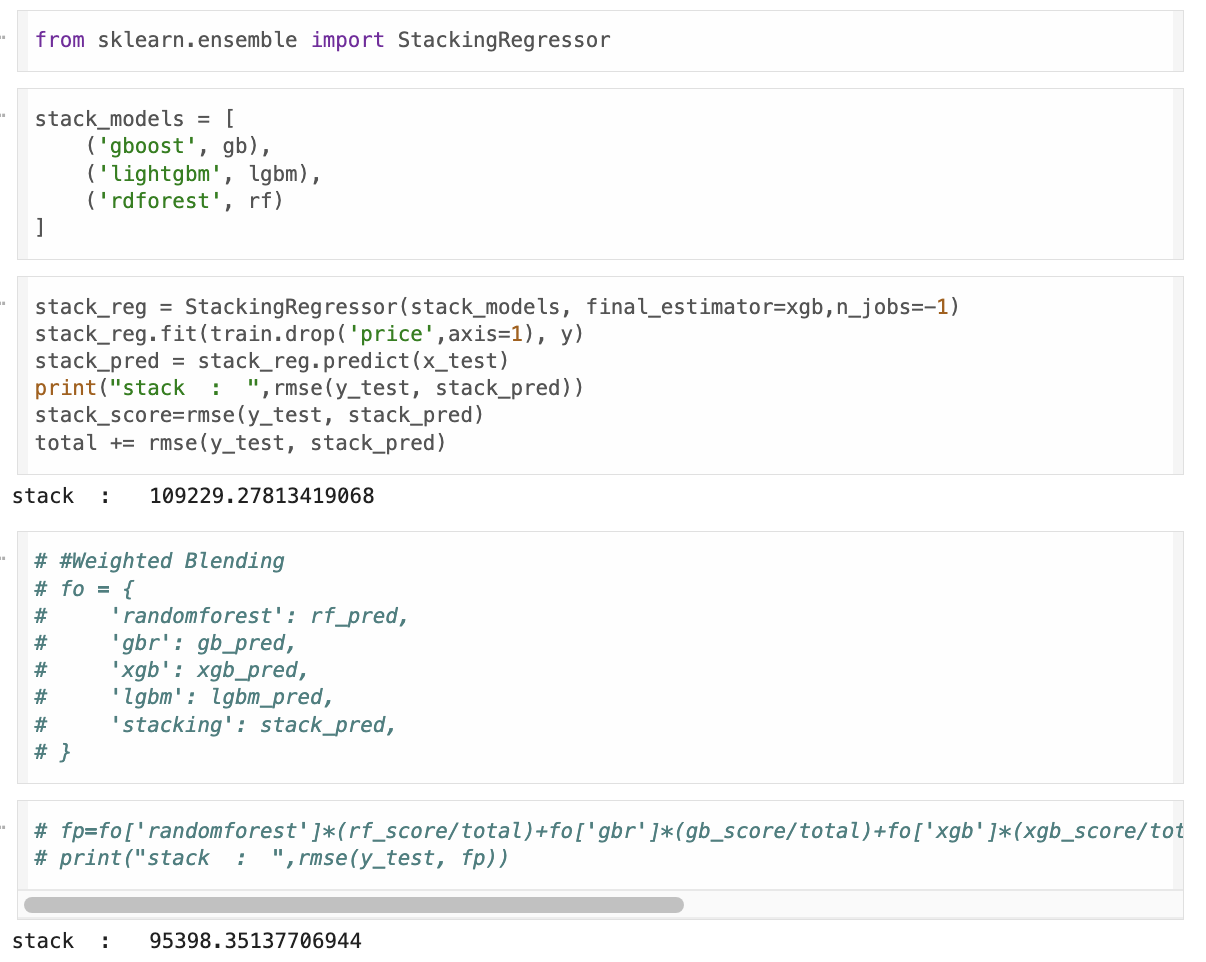 from sklearn.ensemble import StackingRegressor
stack_models = [
    ('gboost', gb),
    ('lightgbm', lgbm),
    ('rdforest', rf)
]
stack_reg = StackingRegressor(stack_models, final_estimator=xgb,n_jobs=-1)
stack_reg.fit(train.drop('price',axis=1), y)
stack_pred = stack_reg.predict(x_test)
print("stack  :  ",rmse(y_test, stack_pred))
stack_score=rmse(y_test, stack_pred)
total += rmse(y_test, stack_pred)
stack  :   109229.27813419068
# #Weighted Blending
# fo = {
#     'randomforest': rf_pred,
#     'gbr': gb_pred,
#     'xgb': xgb_pred,
#     'lgbm': lgbm_pred,
#     'stacking': stack_pred,
# }
# fp=fo['randomforest']*(rf_score/total)+fo['gbr']*(gb_score/total)+fo['xgb']*(xgb_score/tot
# print("stack  :  ",rmse(y_test, fp))
stack  :   95398.35137706944